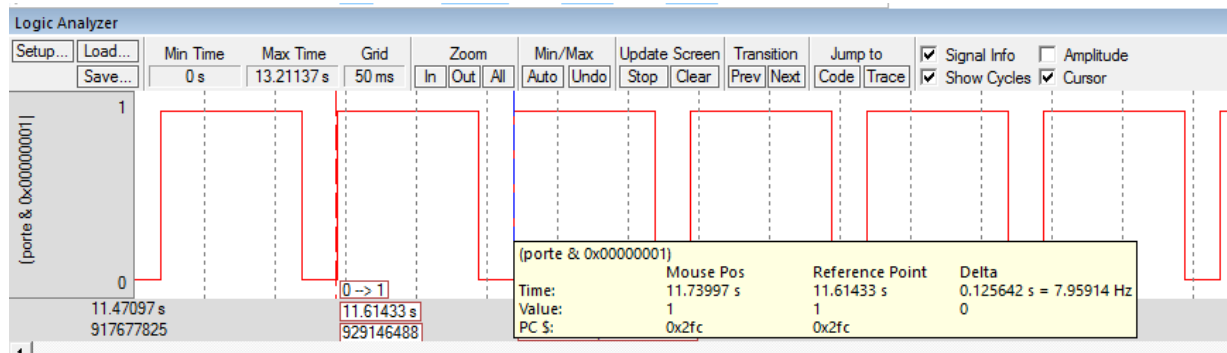 Logic Analyzer
Setup... Load... Min Time Max Time Grid Zoom Min/Max Update Screen Transition Jump to Signal Info Amplitude
Save... 0 s 13.21137 s 50 ms In Out All Auto Undo Stop Clear Prev Next Code Trace Show Cycles Cursor
1
(porte & 0x00000001)
0
0 --> 1
11.47097 s 11.61433 s
917677825 929146488
(porte & 0x00000001)
Mouse Pos Reference Point Delta
Time: 11.73997 s 11.61433 s 0.125642 s = 7.95914 Hz
Value: 1 1 0
PC $: 0x2fc 0x2fc